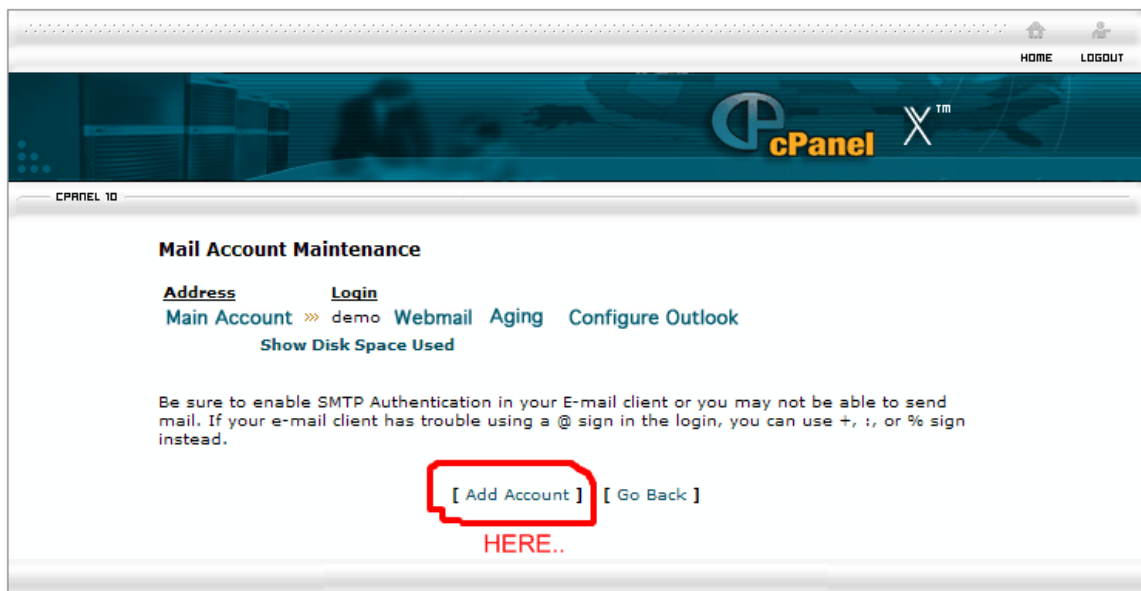 HOME LOGOUT
cPanel X™
CPANEL 10
Mail Account Maintenance
Address Login
Main Account »» demo Webmail Aging Configure Outlook
Show Disk Space Used
Be sure to enable SMTP Authentication in your E-mail client or you may not be able to send
mail. If your e-mail client has trouble using a @ sign in the login, you can use +, :, or % sign
instead.
[ Add Account ] [ Go Back ]
HERE..